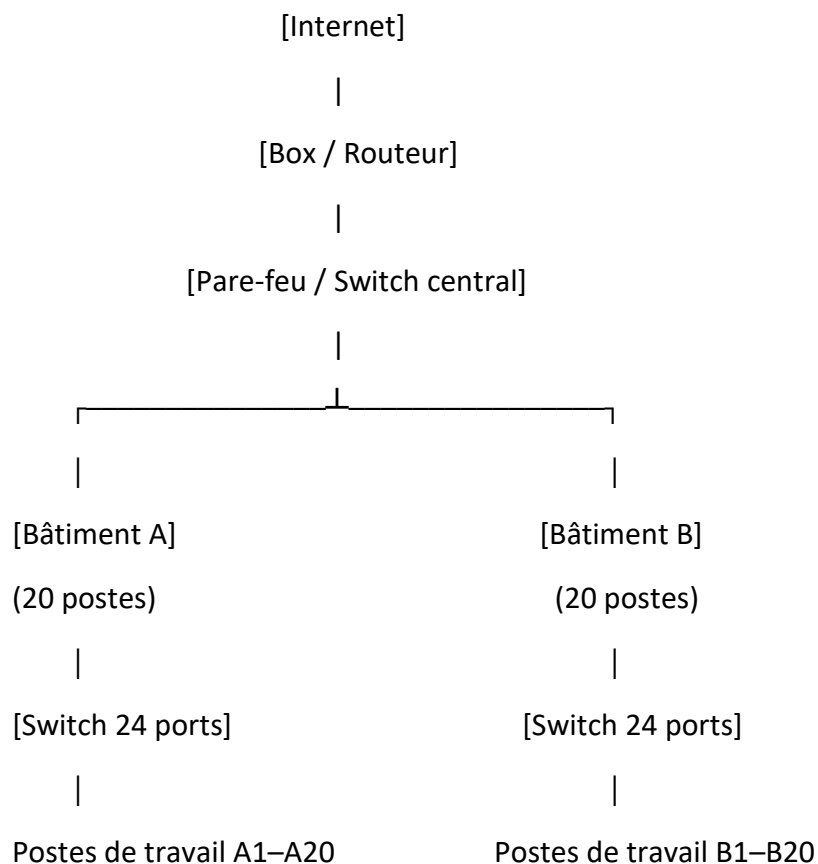 [Internet]
|
[Box / Routeur]
|
[Pare-feu / Switch central]
|
┌───────────────┴────────────────┐
| |
[Bâtiment A] [Bâtiment B]
(20 postes) (20 postes)
| |
[Switch 24 ports] [Switch 24 ports]
| |
Postes de travail A1–A20 Postes de travail B1–B20